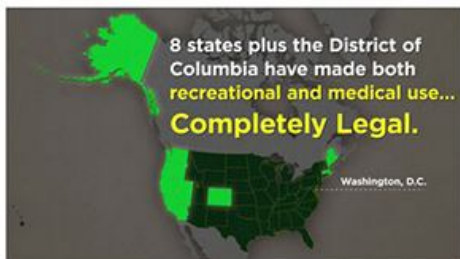 8 states plus the District of
Columbia have made both
recreational and medical use...
Completely Legal.
Washington, D.C.